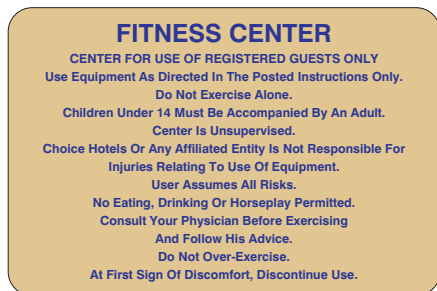 FITNESS CENTER
CENTER FOR USE OF REGISTERED GUESTS ONLY
Use Equipment As Directed In The Posted Instructions Only.
Do Not Exercise Alone.
Children Under 14 Must Be Accompanied By An Adult.
Center Is Unsupervised.
Choice Hotels Or Any Affiliated Entity Is Not Responsible For
Injuries Relating To Use Of Equipment.
User Assumes All Risks.
No Eating, Drinking Or Horseplay Permitted.
Consult Your Physician Before Exercising
And Follow His Advice.
Do Not Over-Exercise.
At First Sign Of Discomfort, Discontinue Use.